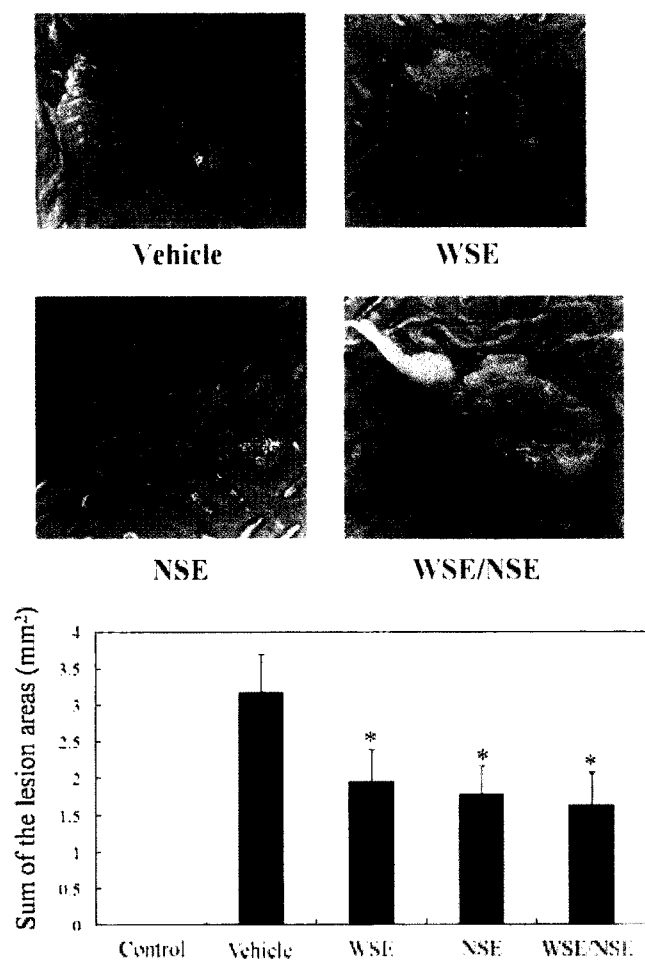 Vehicle WSE
NSE WSE/NSE
Sum of the lesion areas (mm²)
4
3.5
3
2.5
2
1.5
1
0.5
0
* * *
Control Vehicle WSE NSE WSE/NSE